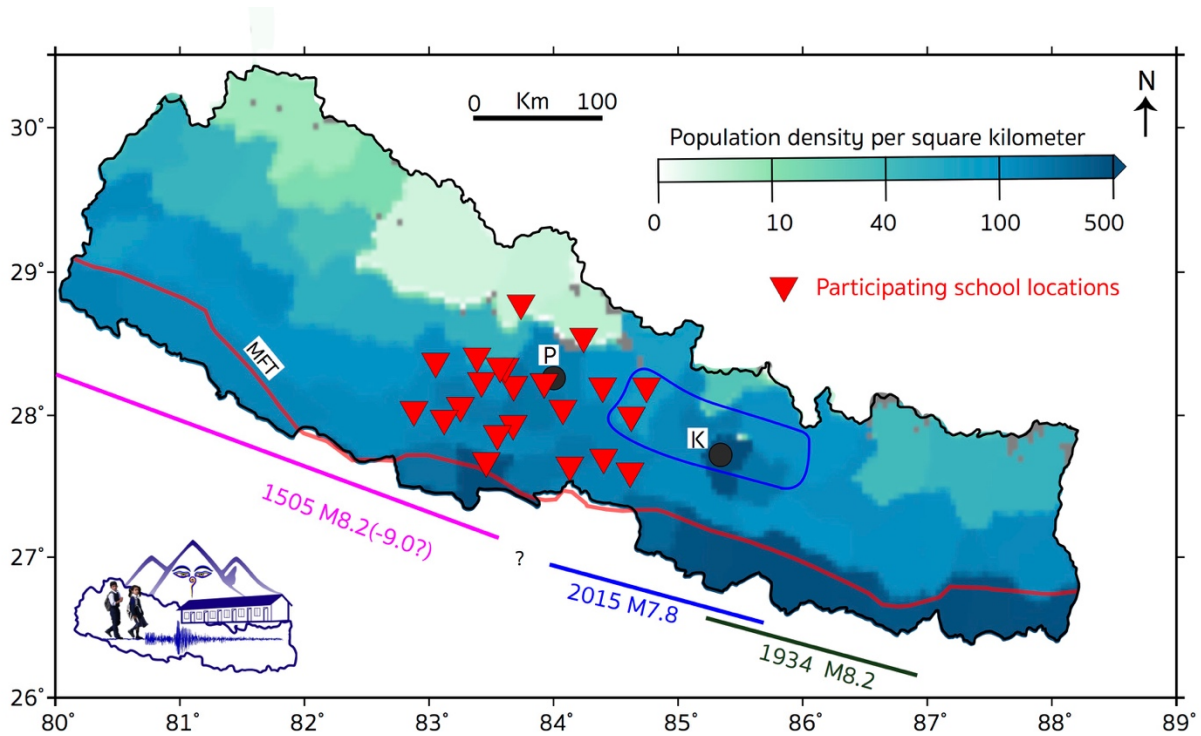 0 Km 100
N
Population density per square kilometer
0 10 40 100 500
Participating school locations
30°
29°
28°
27°
26°
MFT
P
K
1505 M8.2(-9.0?)
?
2015 M7.8
1934 M8.2
80° 81° 82° 83° 84° 85° 86° 87° 88° 89°